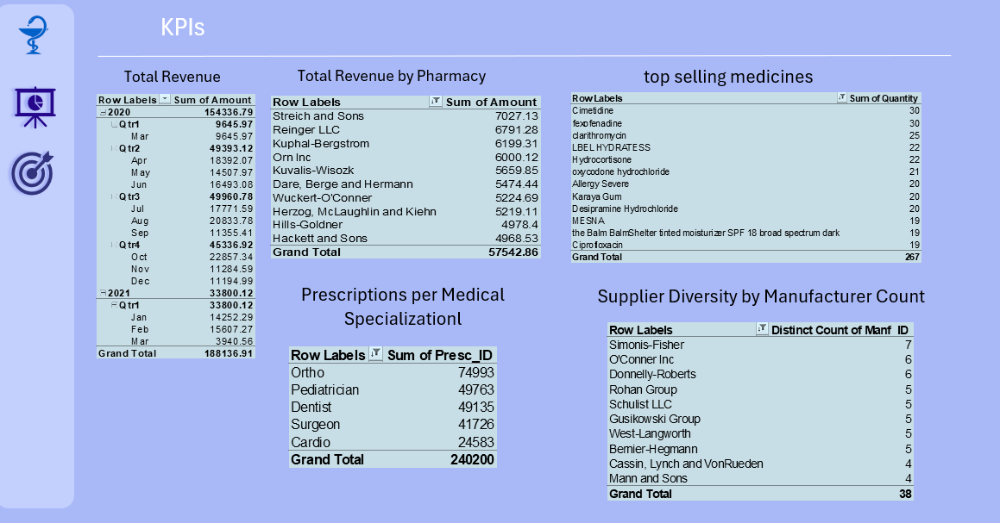 KPIs
Total Revenue
Row Labels Sum of Amount
2020 154336.79
Qtr1 9645.97
Mar 9645.97
Qtr2 49393.12
Apr 18392.07
May 14507.97
Jun 16493.08
Qtr3 49960.78
Jul 17771.59
Aug 20833.78
Sep 11355.41
Qtr4 45336.92
Oct 22857.34
Nov 11284.59
Dec 11194.99
2021 33800.12
Qtr1 33800.12
Jan 14252.29
Feb 15607.27
Mar 3940.56
Grand Total 188136.91
Total Revenue by Pharmacy
Row Labels Sum of Amount
Streich and Sons 7027.13
Reinger LLC 6791.28
Kuphal-Bergstrom 6199.31
Orn Inc 6000.12
Kuvalis-Wisozk 5659.85
Dare, Berge and Hermann 5474.44
Wuckert-O'Conner 5224.69
Herzog, McLaughlin and Kiehn 5219.11
Hills-Goldner 4978.4
Hackett and Sons 4968.53
Grand Total 57542.86
top selling medicines
Row Labels Sum of Quantity
Cimetidine 30
fexofenadine 30
clarithromycin 25
LBEL HYDRATESS 22
Hydrocortisone 22
oxycodone hydrochloride 21
Allergy Severe 20
Karaya Gum 20
Desipramine Hydrochloride 20
MESNA 19
the Balm BalmShelter tinted moisturizer SPF 18 broad spectrum dark 19
Ciprofloxacin 19
Grand Total 267
Prescriptions per Medical
Specializationl
Row Labels Sum of Presc_ID
Ortho 74993
Pediatrician 49763
Dentist 49135
Surgeon 41726
Cardio 24583
Grand Total 240200
Supplier Diversity by Manufacturer Count
Row Labels Distinct Count of Manf_ID
Simonis-Fisher 7
O'Conner Inc 6
Donnelly-Roberts 6
Rohan Group 5
Schulist LLC 5
Gusikowski Group 5
West-Langworth 5
Bernier-Hegmann 5
Cassin, Lynch and VonRueden 4
Mann and Sons 4
Grand Total 38